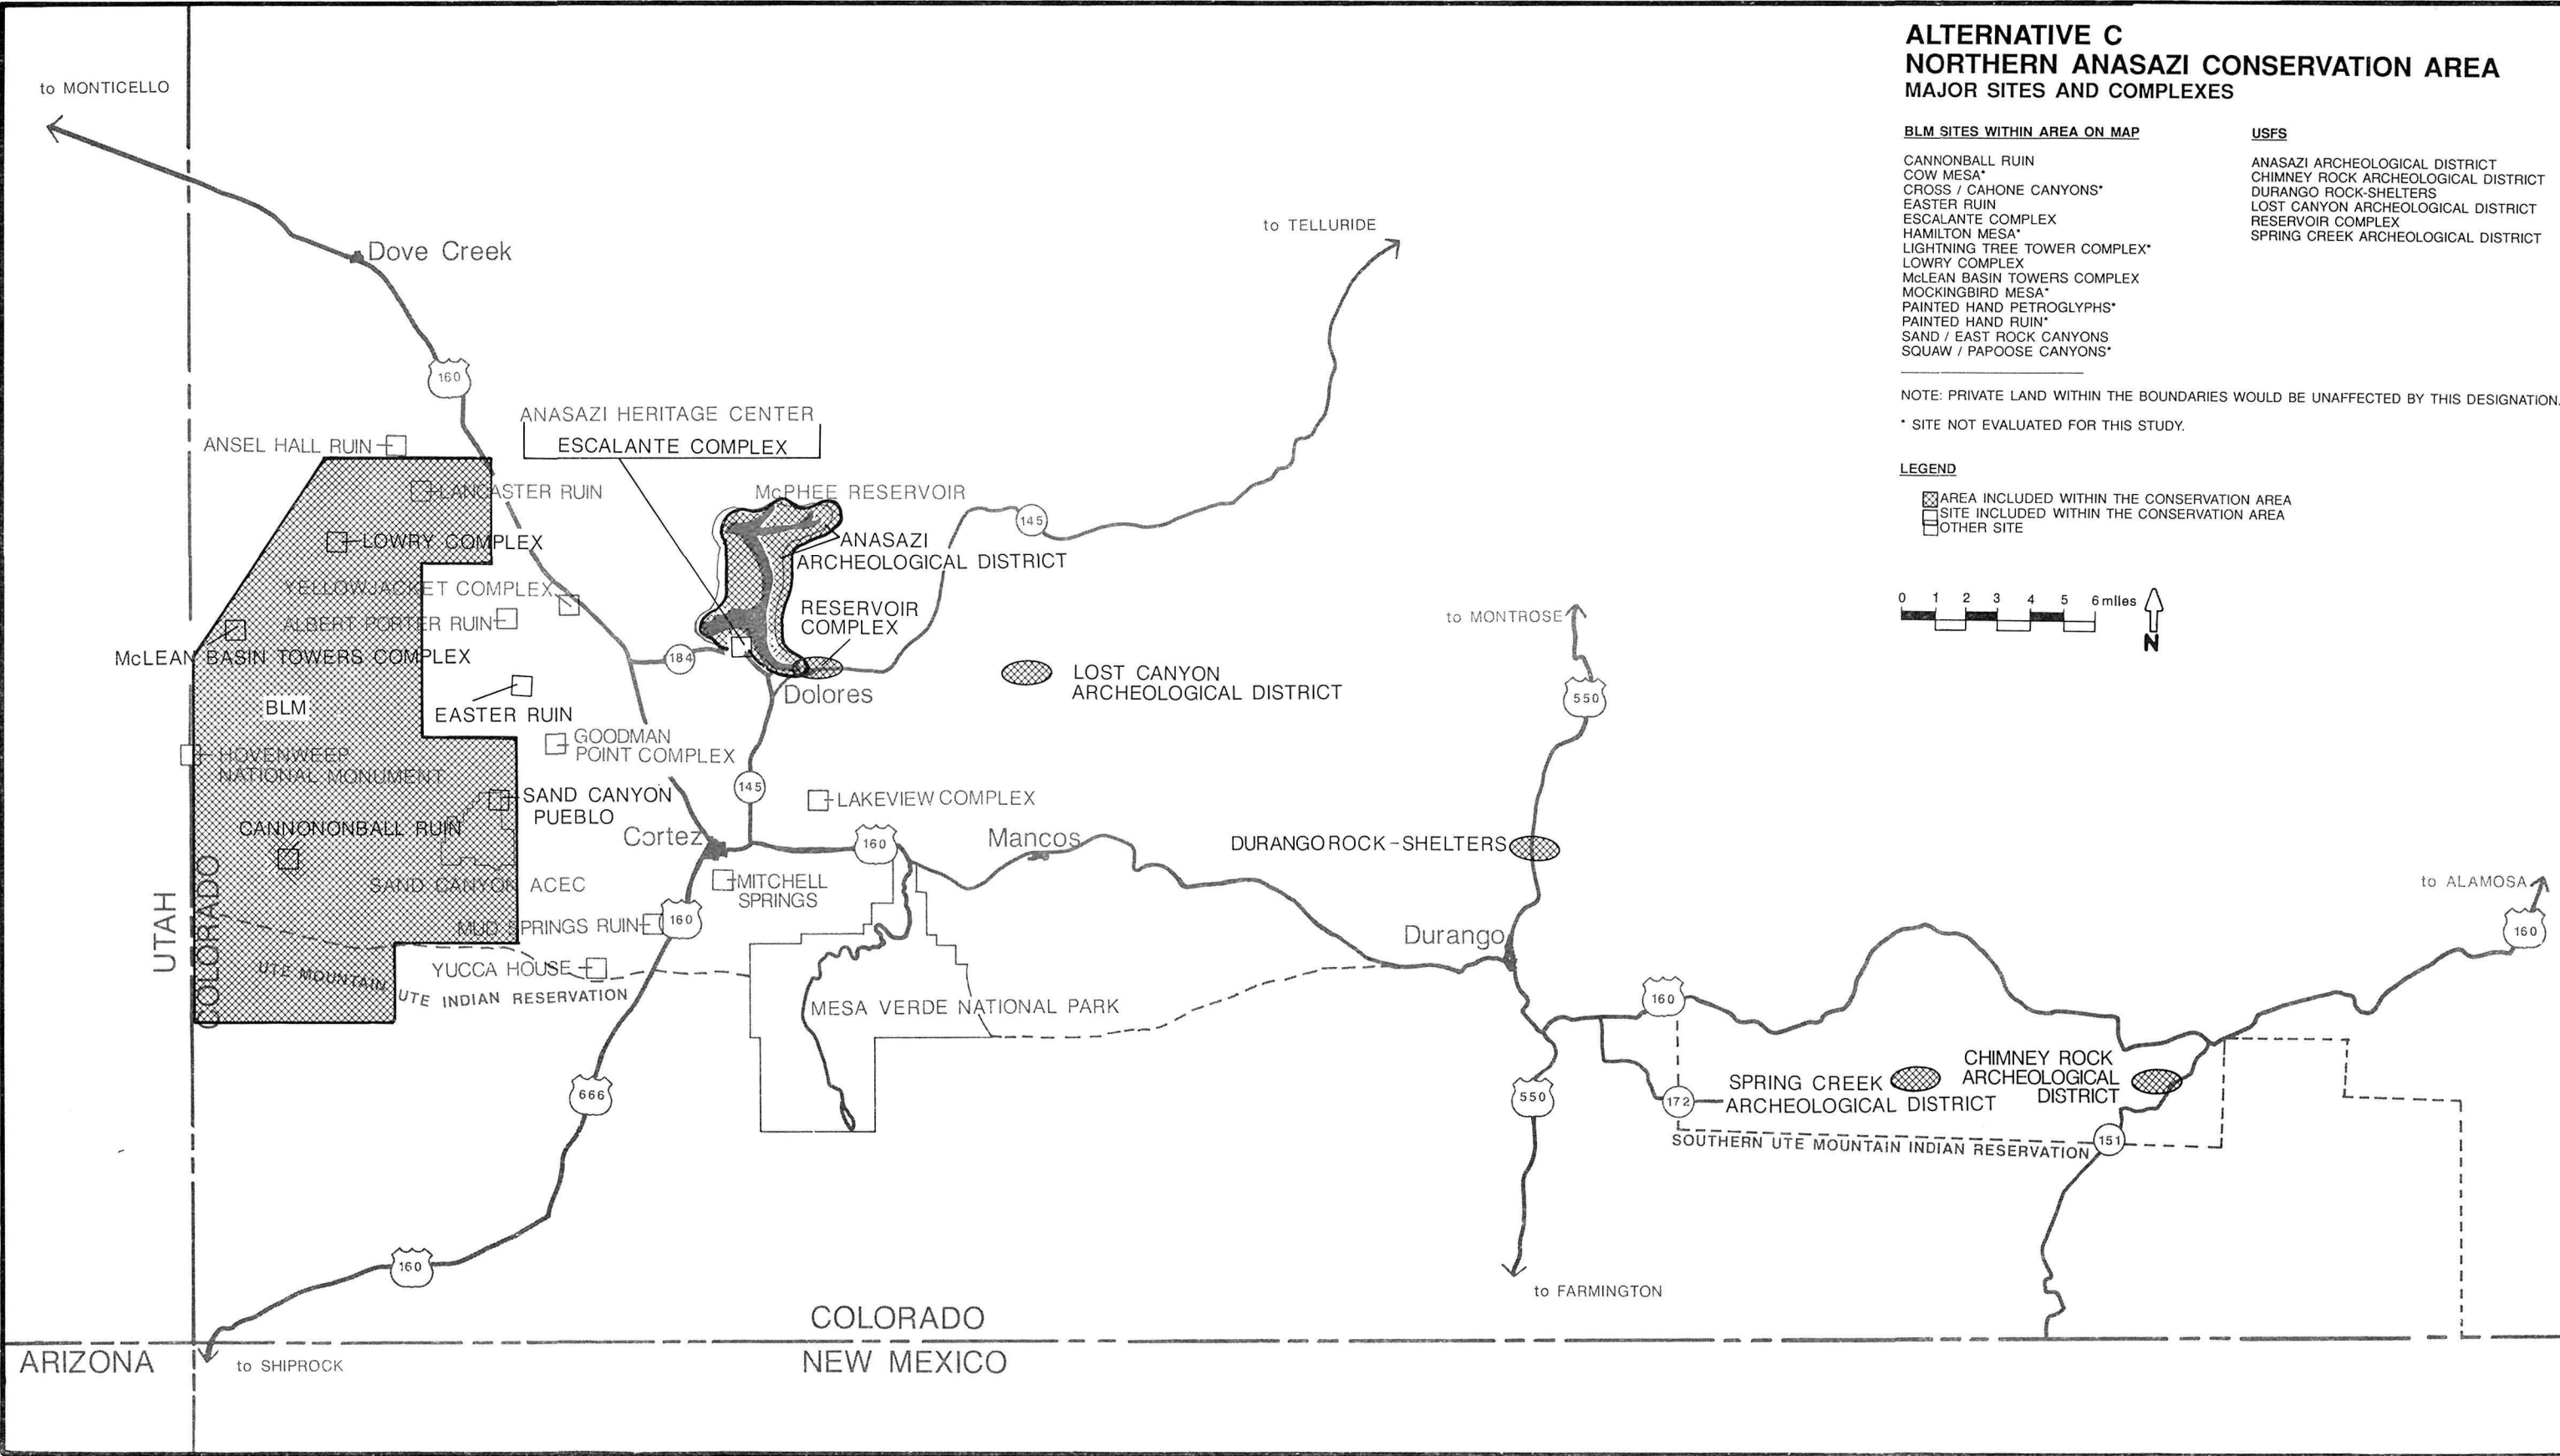 ALTERNATIVE C
NORTHERN ANASAZI CONSERVATION AREA
MAJOR SITES AND COMPLEXES
BLM SITES WITHIN AREA ON MAP
CANNONBALL RUIN
COW MESA*
CROSS / CAHONE CANYONS*
EASTER RUIN
ESCALANTE COMPLEX
HAMILTON MESA*
LIGHTNING TREE TOWER COMPLEX*
LOWRY COMPLEX
McLEAN BASIN TOWERS COMPLEX
MOCKINGBIRD MESA*
PAINTED HAND PETROGLYPHS*
PAINTED HAND RUIN*
SAND / EAST ROCK CANYONS
SQUAW / PAPOOSE CANYONS*
USFS
ANASAZI ARCHEOLOGICAL DISTRICT
CHIMNEY ROCK ARCHEOLOGICAL DISTRICT
DURANGO ROCK-SHELTERS
LOST CANYON ARCHEOLOGICAL DISTRICT
RESERVOIR COMPLEX
SPRING CREEK ARCHEOLOGICAL DISTRICT
NOTE: PRIVATE LAND WITHIN THE BOUNDARIES WOULD BE UNAFFECTED BY THIS DESIGNATION.
* SITE NOT EVALUATED FOR THIS STUDY.
LEGEND
AREA INCLUDED WITHIN THE CONSERVATION AREA
SITE INCLUDED WITHIN THE CONSERVATION AREA
OTHER SITE
0 1 2 3 4 5 6 miles
N
to MONTICELLO
Dove Creek
160
to TELLURIDE
ANASAZI HERITAGE CENTER
ESCALANTE COMPLEX
ANSEL HALL RUIN
LANCASTER RUIN
McPHEE RESERVOIR
145
LOWRY COMPLEX
ANASAZI
ARCHEOLOGICAL DISTRICT
YELLOWJACKET COMPLEX
ALBERT PORTER RUIN
RESERVOIR
COMPLEX
to MONTROSE
McLEAN BASIN TOWERS COMPLEX
184
LOST CANYON
ARCHEOLOGICAL DISTRICT
Dolores
550
BLM
EASTER RUIN
GOODMAN
POINT COMPLEX
HOVENWEEP
NATIONAL MONUMENT
145
SAND CANYON
PUEBLO
LAKEVIEW COMPLEX
CANNONONBALL RUIN
Cortez
160
Mancos
DURANGO ROCK-SHELTERS
SAND CANYON ACEC
MITCHELL
SPRINGS
to ALAMOSA
160
UTAH
COLORADO
MUD SPRINGS RUIN
160
Durango
YUCCA HOUSE
UTE MOUNTAIN UTE INDIAN RESERVATION
MESA VERDE NATIONAL PARK
160
666
550
172
SPRING CREEK
ARCHEOLOGICAL DISTRICT
CHIMNEY ROCK
ARCHEOLOGICAL
DISTRICT
SOUTHERN UTE MOUNTAIN INDIAN RESERVATION
151
160
to FARMINGTON
COLORADO
ARIZONA
to SHIPROCK
NEW MEXICO